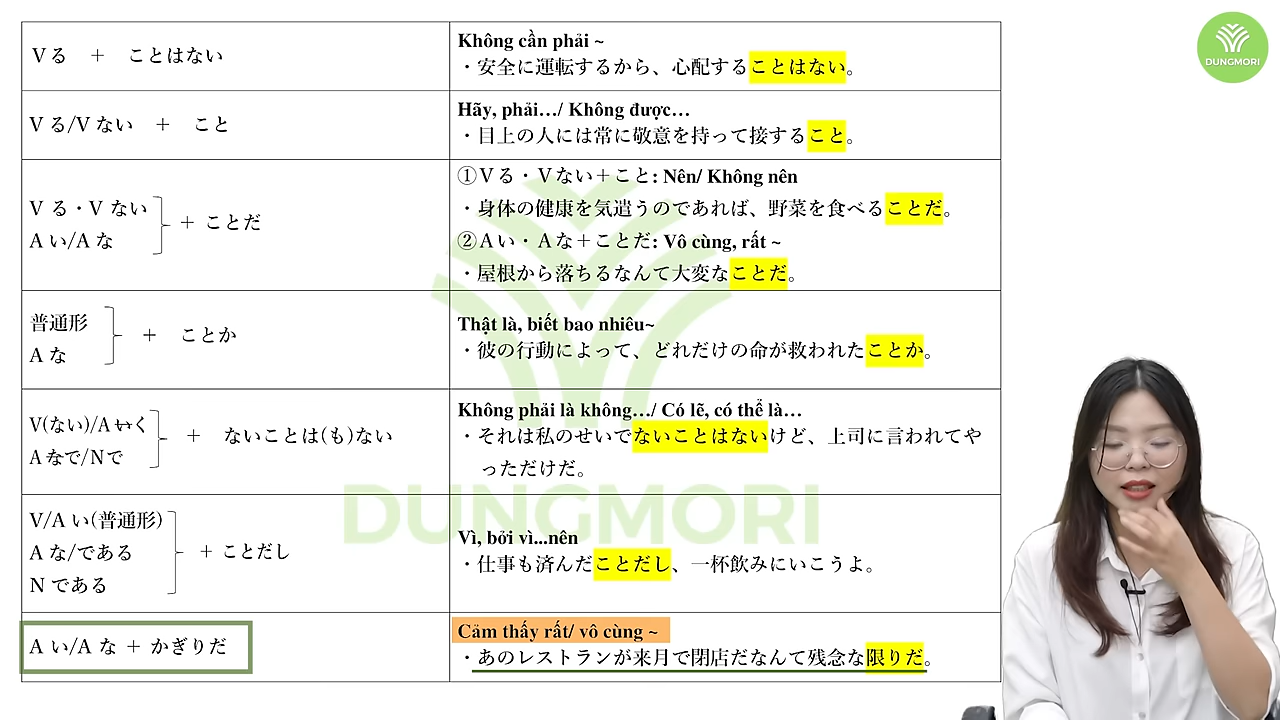 Ｖる　＋　ことはない
Không cần phải ~
・安全に運転するから、心配することはない。
Ｖる/Ｖない　＋　こと
Hãy, phải…/ Không được…
・目上の人には常に敬意を持って接すること。
Ｖる・Ｖない
Ａい/Ａな
＋ ことだ
①Ｖる・Ｖない＋こと: Nên/ Không nên
・身体の健康を気遣うのであれば、野菜を食べることだ。
②Ａい・Ａな＋ことだ: Vô cùng, rất ~
・屋根から落ちるなんて大変なことだ。
普通形
Ａな
＋　ことか
Thật là, biết bao nhiêu~
・彼の行動によって、どれだけの命が救われたことか。
V(ない)/Aいく
Ａなで/Ｎで
＋　ないことは(も)ない
Không phải là không…/ Có lẽ, có thể là…
・それは私のせいでないことはないけど、上司に言われてや
っただけだ。
V/Aい(普通形)
Ａな/である
Ｎである
＋ ことだし
Vì, bởi vì...nên
・仕事も済んだことだし、一杯飲みにいこうよ。
Ａい/Ａな ＋ かぎりだ
Cảm thấy rất/ vô cùng ~
・あのレストランが来月で閉店だなんて残念な限りだ。
DUNGMORI
DUNGMORI